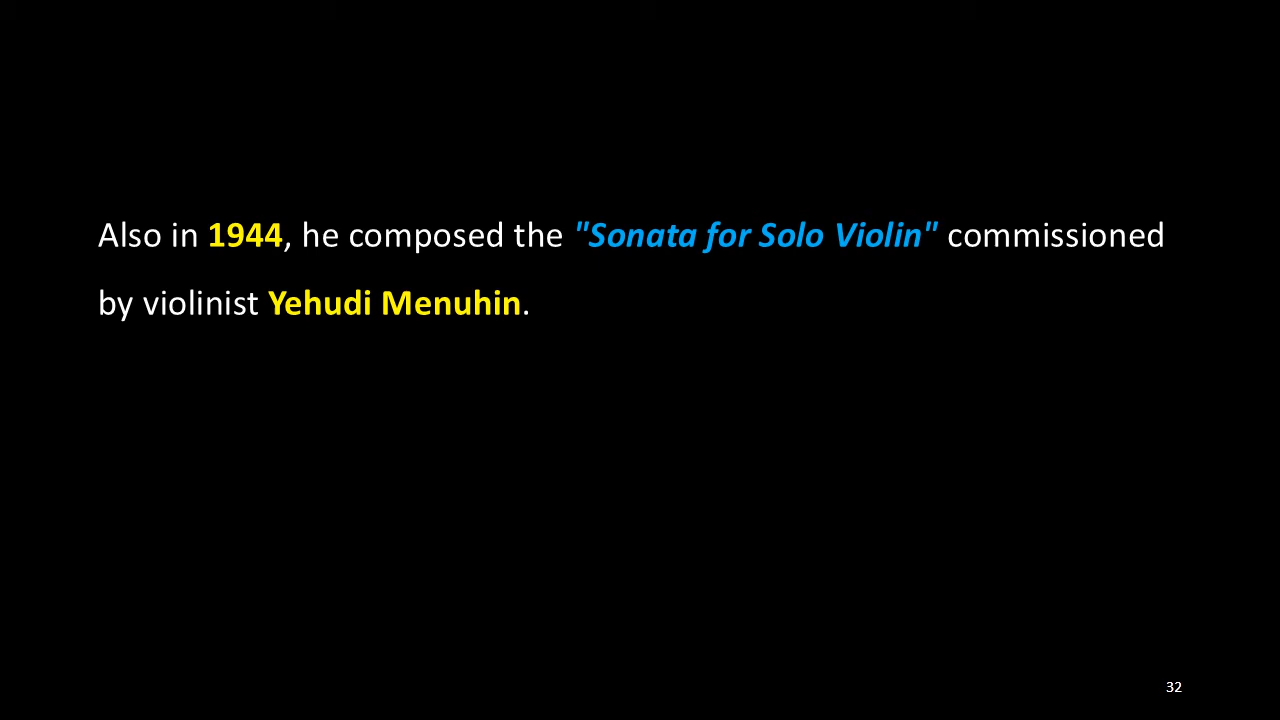 Also in 1944, he composed the "Sonata for Solo Violin" commissioned
by violinist Yehudi Menuhin.
32